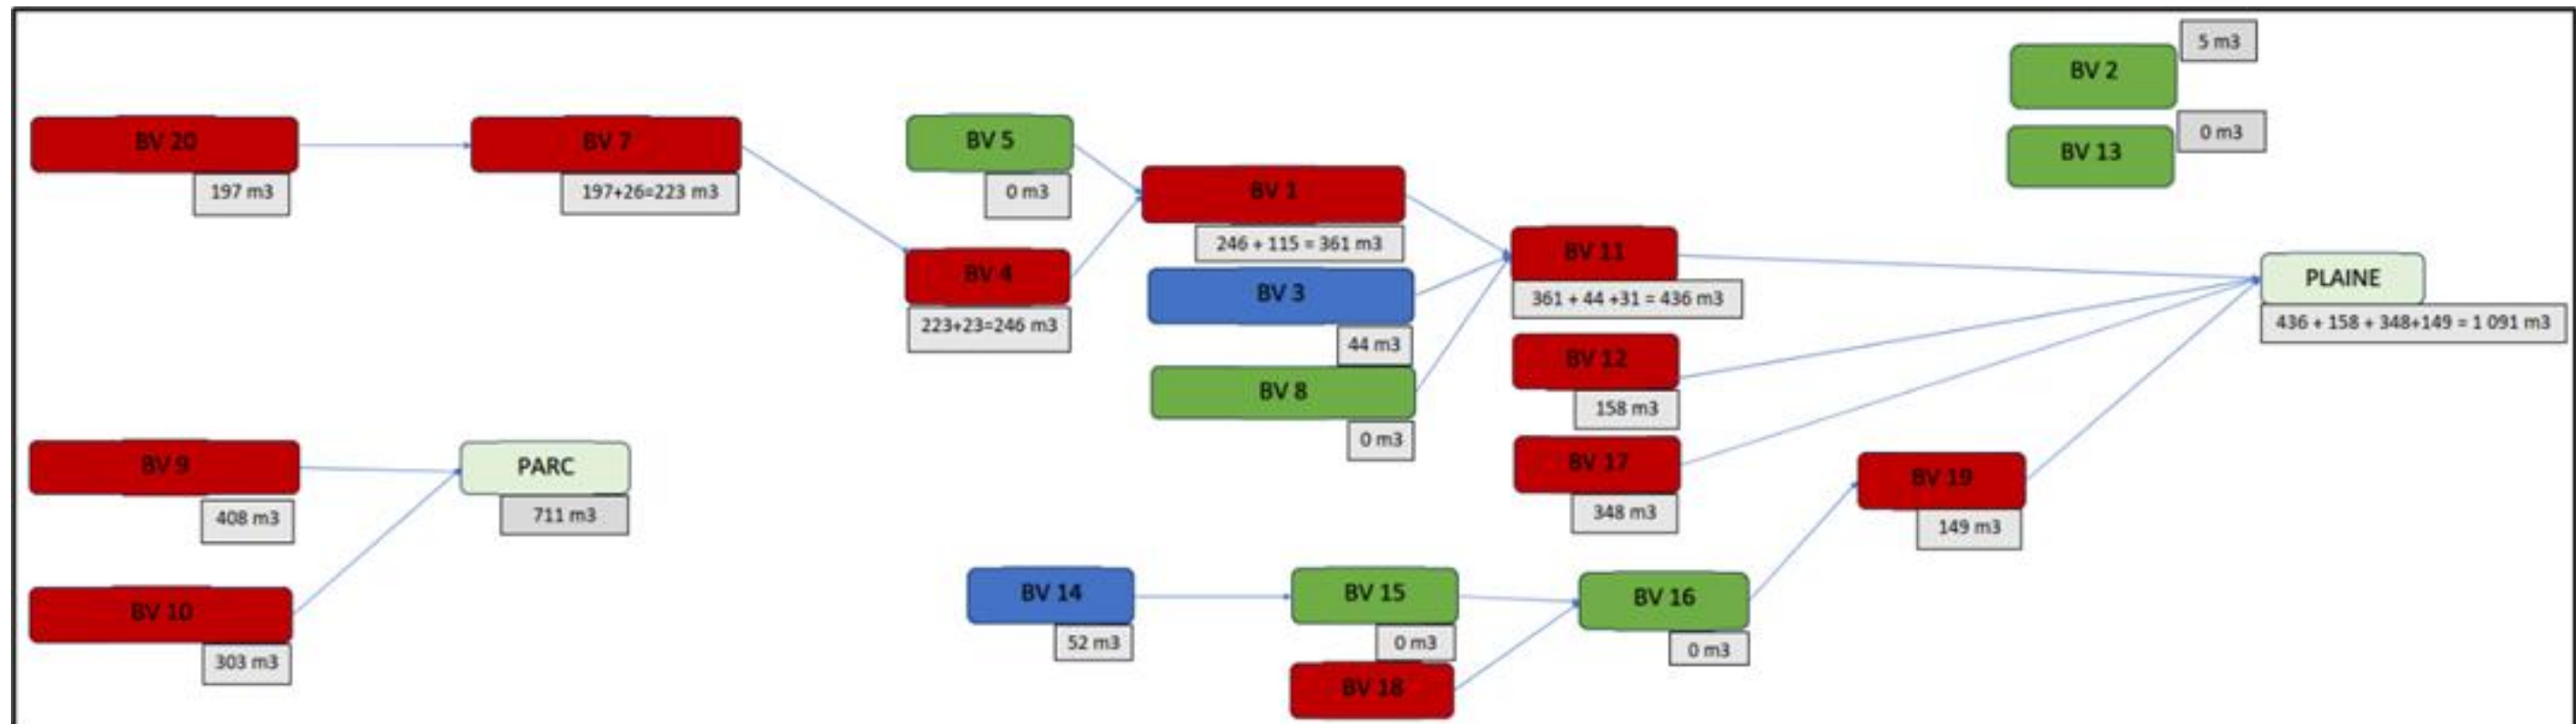 5 m3
BV 2
BV 20
BV 7
BV 5
0 m3
BV 13
197 m3
197+26=223 m3
0 m3
BV 1
246 + 115 = 361 m3
BV 11
361 + 44 +31 = 436 m3
PLAINE
436 + 158 + 348+149 = 1 091 m3
BV 4
223+23=246 m3
BV 3
44 m3
BV 8
0 m3
BV 12
158 m3
BV 17
348 m3
BV 9
408 m3
PARC
711 m3
BV 19
149 m3
BV 10
303 m3
BV 14
52 m3
BV 15
0 m3
BV 16
0 m3
BV 18